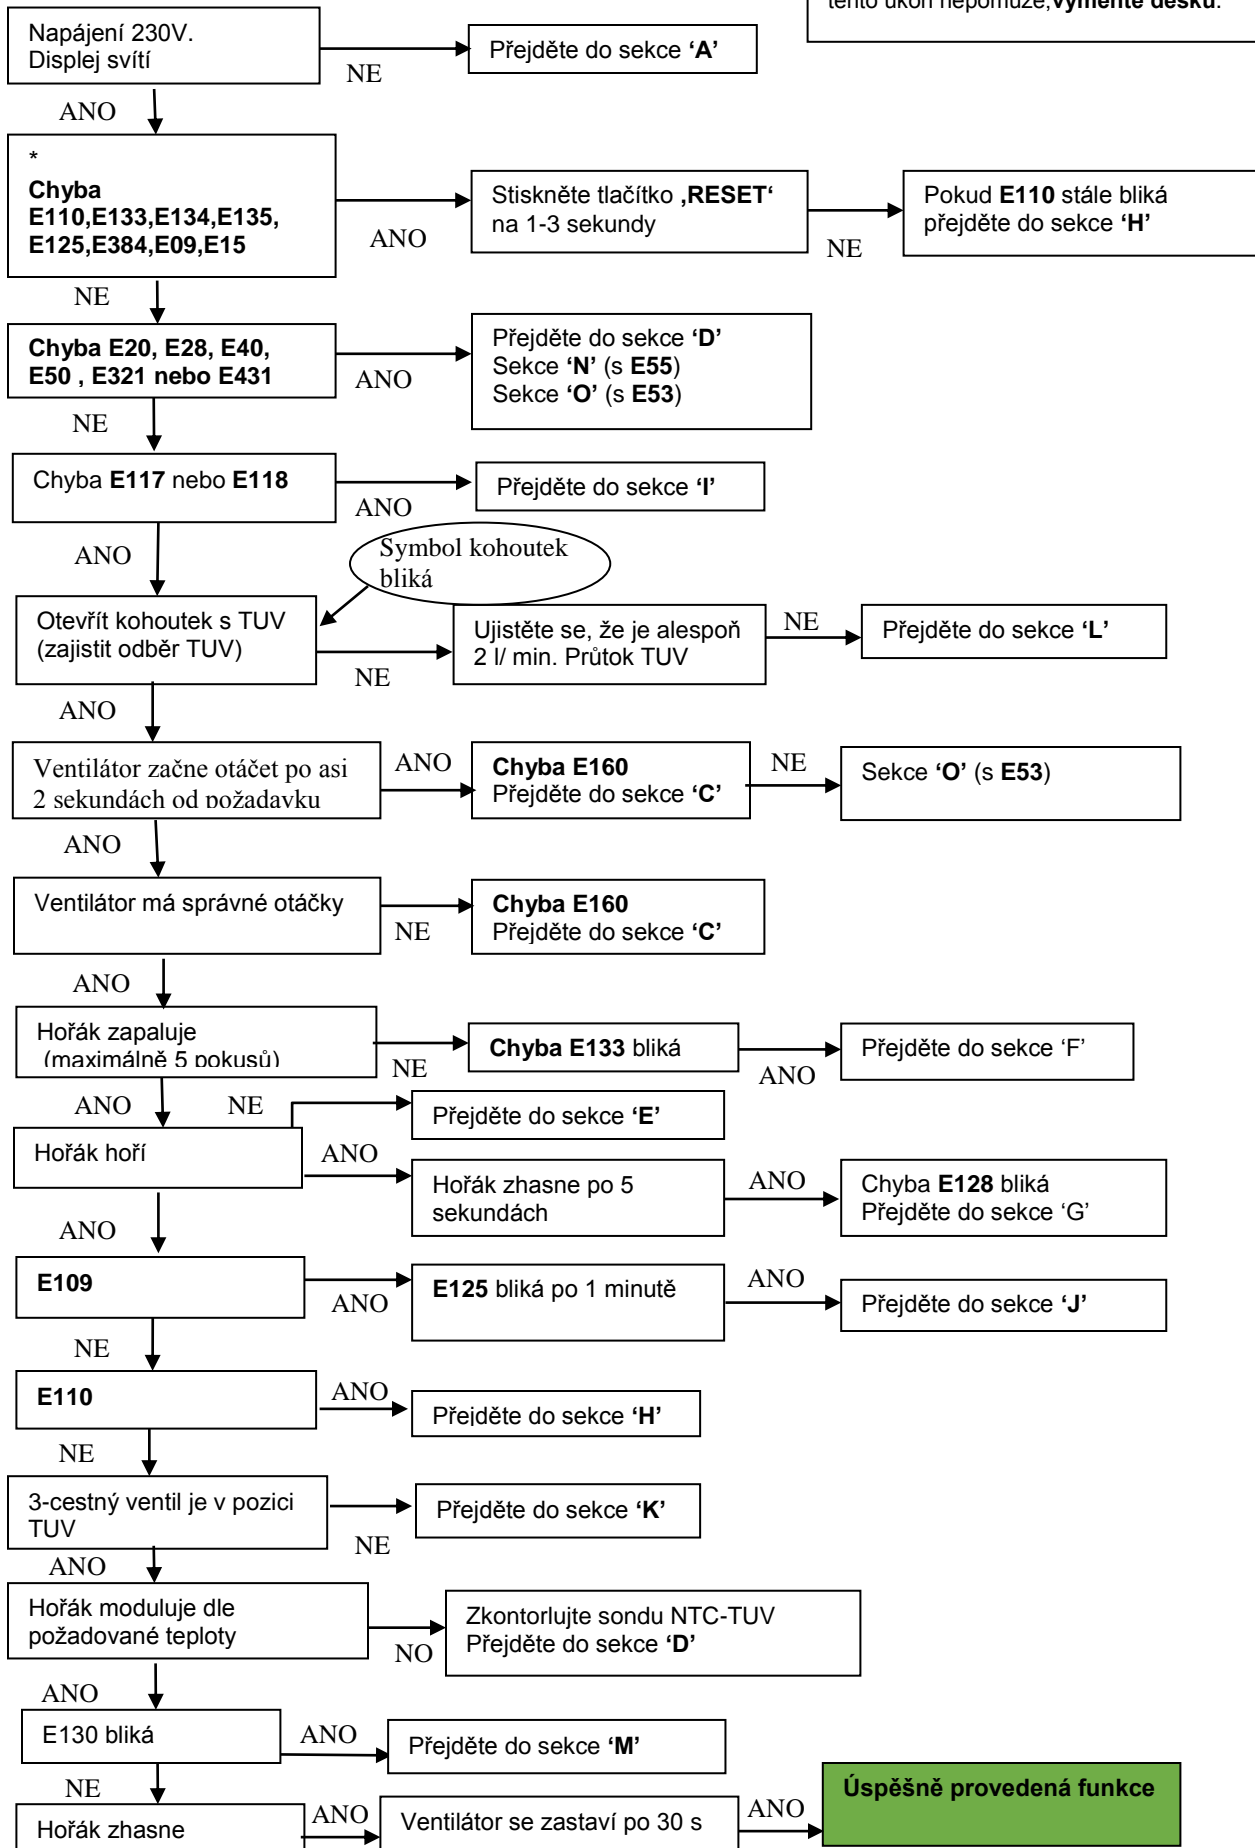 tento úkon nepomůže,vyměňte desku.
Napájení 230V.
Displej svítí
NE
Přejděte do sekce ‘A’
ANO
*
Chyba
E110,E133,E134,E135,
E125,E384,E09,E15
ANO
Stiskněte tlačítko ‚RESET‘
na 1-3 sekundy
NE
Pokud E110 stále bliká
přejděte do sekce ‘H’
NE
Chyba E20, E28, E40,
E50 , E321 nebo E431
ANO
Přejděte do sekce ‘D’
Sekce ‘N’ (s E55)
Sekce ‘O’ (s E53)
NE
Chyba E117 nebo E118
ANO
Přejděte do sekce ‘I’
ANO
Symbol kohoutek
bliká
Otevřít kohoutek s TUV
(zajistit odběr TUV)
NE
Ujistěte se, že je alespoň
2 l/ min. Průtok TUV
NE
Přejděte do sekce ‘L’
ANO
Ventilátor začne otáčet po asi
2 sekundách od požadavku
ANO
Chyba E160
Přejděte do sekce ‘C’
NE
Sekce ‘O’ (s E53)
ANO
Ventilátor má správné otáčky
NE
Chyba E160
Přejděte do sekce ‘C’
ANO
Hořák zapaluje
(maximálně 5 pokusů)
NE
Chyba E133 bliká
ANO
Přejděte do sekce ‘F’
ANO
NE
Přejděte do sekce ‘E’
Hořák hoří
ANO
Hořák zhasne po 5
sekundách
ANO
Chyba E128 bliká
Přejděte do sekce ‘G’
ANO
E109
ANO
E125 bliká po 1 minutě
ANO
Přejděte do sekce ‘J’
NE
E110
ANO
Přejděte do sekce ‘H’
NE
3-cestný ventil je v pozici
TUV
NE
Přejděte do sekce ‘K’
ANO
Hořák moduluje dle
požadované teploty
NO
Zkontorlujte sondu NTC-TUV
Přejděte do sekce ‘D’
ANO
E130 bliká
ANO
Přejděte do sekce ‘M’
NE
Hořák zhasne
ANO
Ventilátor se zastaví po 30 s
ANO
Úspěšně provedená funkce